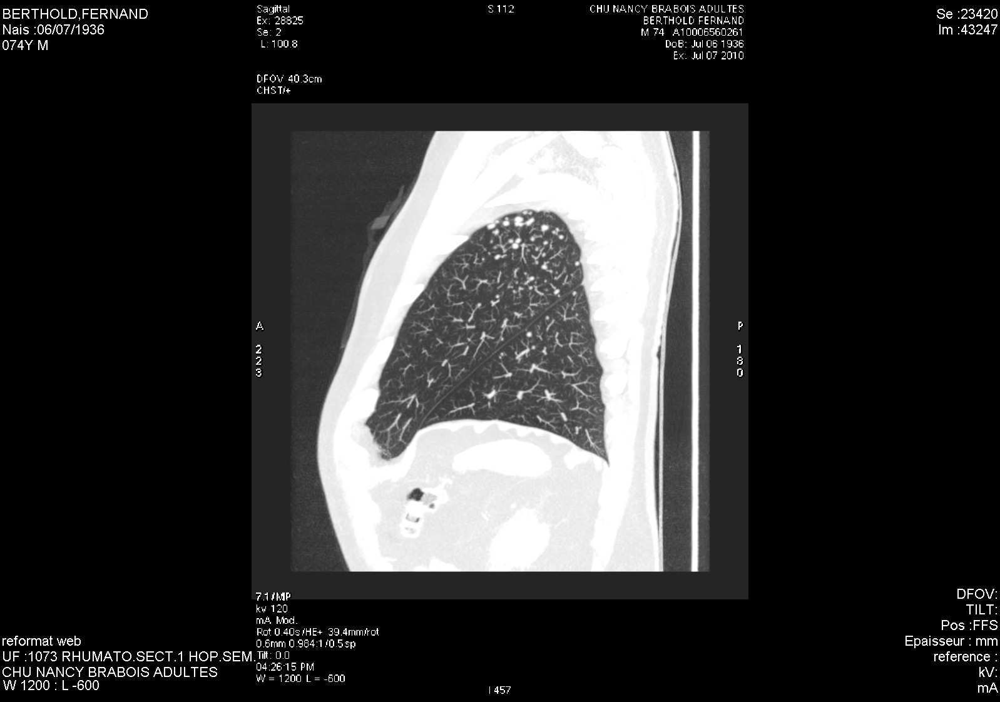 BERTHOLD,FERNAND
Nais :06/07/1936
074Y M
Sagittal
Ex: 28825
Se: 2
L: 100.8
DFOV 40.3cm
CHST/+
S 112
CHU NANCY BRABOIS ADULTES
BERTHOLD FERNAND
M 74 A10006560261
DoB: Jul 06 1936
Ex: Jul 07 2010
Se :23420
Im :43247
A
2
2
3
P
1
8
0
7.1/MIP
kv 120
mA Mod.
Rot 0.40s/HE+ 39.4mm/rot
0.6mm 0.984:1/0.5sp
Tilt: 0.0
04:26:15 PM
W = 1200 L = -600
I 457
reformat web
UF :1073 RHUMATO.SECT.1 HOP.SEM.
CHU NANCY BRABOIS ADULTES
W 1200 : L -600
DFOV:
TILT:
Pos :FFS
Epaisseur : mm
reference :
kV:
mA